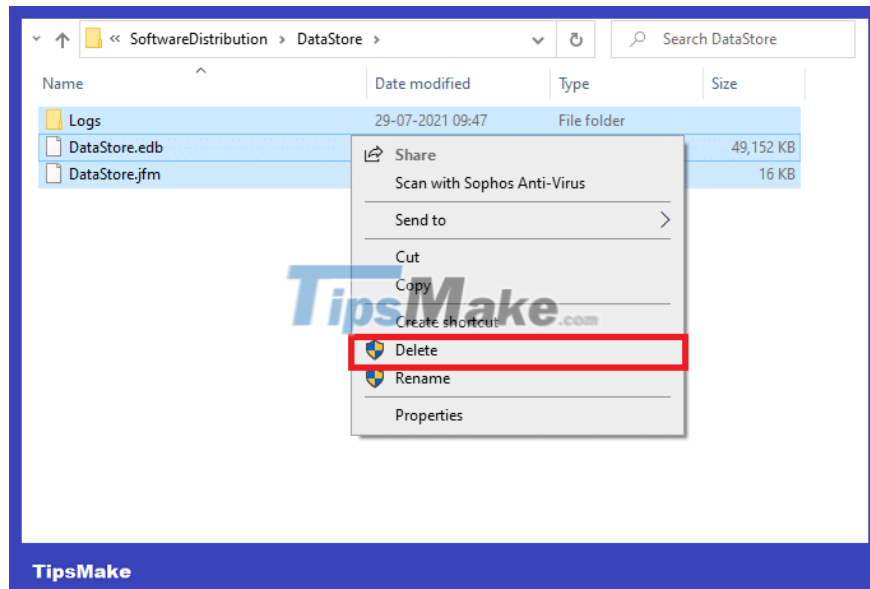 « SoftwareDistribution > DataStore > Search DataStore
Name Date modified Type Size
Logs 29-07-2021 09:47 File folder
DataStore.edb 49,152 KB
DataStore.jfm 16 KB
Share
Scan with Sophos Anti-Virus
Send to
Cut
Copy
TipsMake.com
Create shortcut
Delete
Rename
Properties
TipsMake